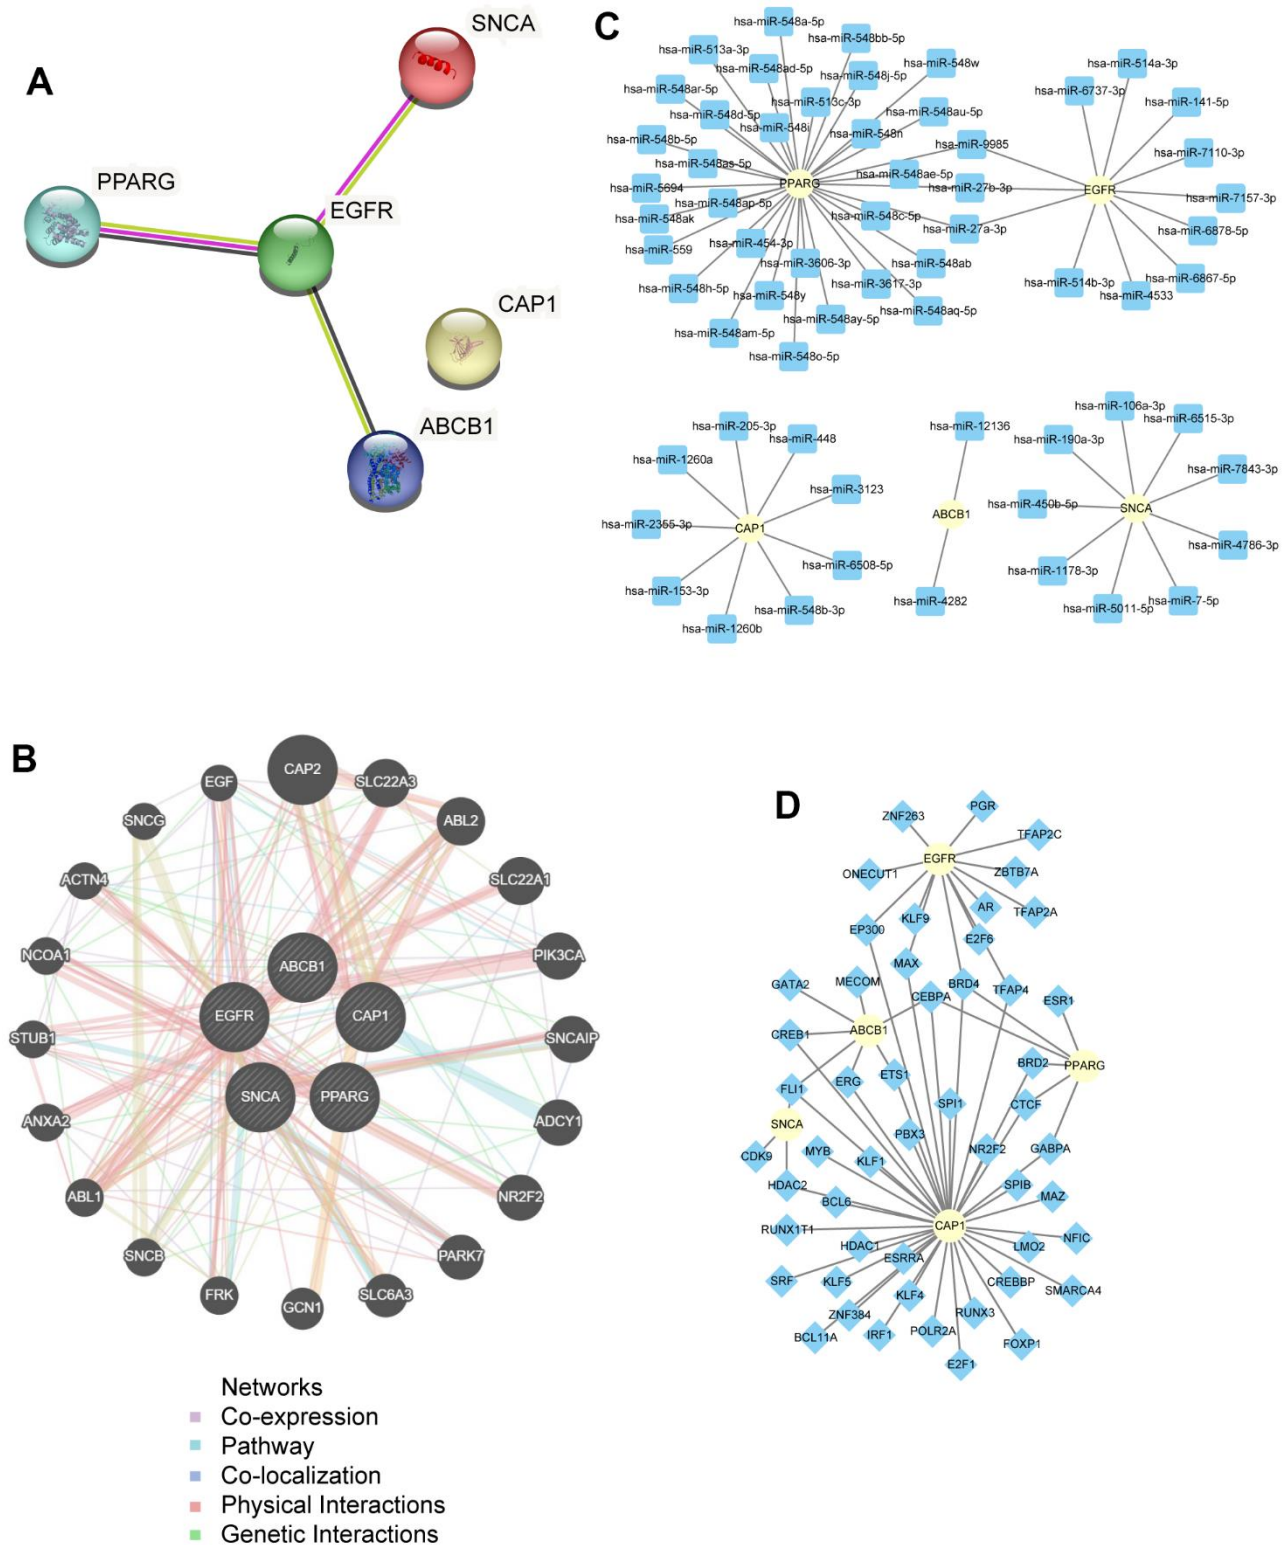 A
SNCA
PPARG
EGFR
CAP1
ABCB1
C
hsa-miR-548a-5p
hsa-miR-513a-3p
hsa-miR-548bb-5p
hsa-miR-548ad-5p
hsa-miR-548j-5p
hsa-miR-548w
hsa-miR-548ar-5p
hsa-miR-513c-3p
hsa-miR-548d-5p
hsa-miR-548au-5p
hsa-miR-548i
hsa-miR-548n
hsa-miR-548b-5p
hsa-miR-9985
hsa-miR-548as-5p
hsa-miR-548ae-5p
PPARG
hsa-miR-5694
hsa-miR-27b-3p
hsa-miR-548ap-5p
hsa-miR-548ak
hsa-miR-548c-5p
hsa-miR-27a-3p
hsa-miR-559
hsa-miR-454-3p
hsa-miR-3606-3p
hsa-miR-548ab
hsa-miR-548h-5p
hsa-miR-548y
hsa-miR-3617-3p
hsa-miR-548am-5p
hsa-miR-548ay-5p
hsa-miR-548aq-5p
hsa-miR-548o-5p
hsa-miR-514a-3p
hsa-miR-6737-3p
hsa-miR-141-5p
hsa-miR-7110-3p
EGFR
hsa-miR-7157-3p
hsa-miR-6878-5p
hsa-miR-514b-3p
hsa-miR-6867-5p
hsa-miR-4533
hsa-miR-205-3p
hsa-miR-448
hsa-miR-1260a
hsa-miR-3123
hsa-miR-2355-3p
CAP1
hsa-miR-6508-5p
hsa-miR-153-3p
hsa-miR-548b-3p
hsa-miR-1260b
hsa-miR-12136
ABCB1
hsa-miR-4282
hsa-miR-106a-3p
hsa-miR-6515-3p
hsa-miR-190a-3p
hsa-miR-7843-3p
hsa-miR-450b-5p
SNCA
hsa-miR-4786-3p
hsa-miR-1178-3p
hsa-miR-5011-5p
hsa-miR-7-5p
B
CAP2
EGF
SLC22A3
SNCG
ABL2
ACTN4
SLC22A1
NCOA1
PIK3CA
ABCB1
EGFR
CAP1
STUB1
SNCAIP
SNCA
PPARG
ANXA2
ADCY1
ABL1
NR2F2
SNCB
PARK7
FRK
GCN1
SLC6A3
Networks
Co-expression
Pathway
Co-localization
Physical Interactions
Genetic Interactions
D
ZNF263
PGR
TFAP2C
EGFR
ONECUT1
ZBTB7A
AR
TFAP2A
KLF9
EP300
E2F6
MAX
GATA2
MECOM
BRD4
TFAP4
CEBPA
ESR1
CREB1
ABCB1
BRD2
PPARG
FLI1
ERG
ETS1
SPI1
CTCF
SNCA
PBX3
CDK9
MYB
KLF1
NR2F2
GABPA
HDAC2
BCL6
SPIB
MAZ
RUNX1T1
CAP1
NFIC
HDAC1
LMO2
ESRRA
SRF
KLF5
CREBBP
SMARCA4
KLF4
ZNF384
RUNX3
BCL11A
IRF1
POLR2A
FOXP1
E2F1